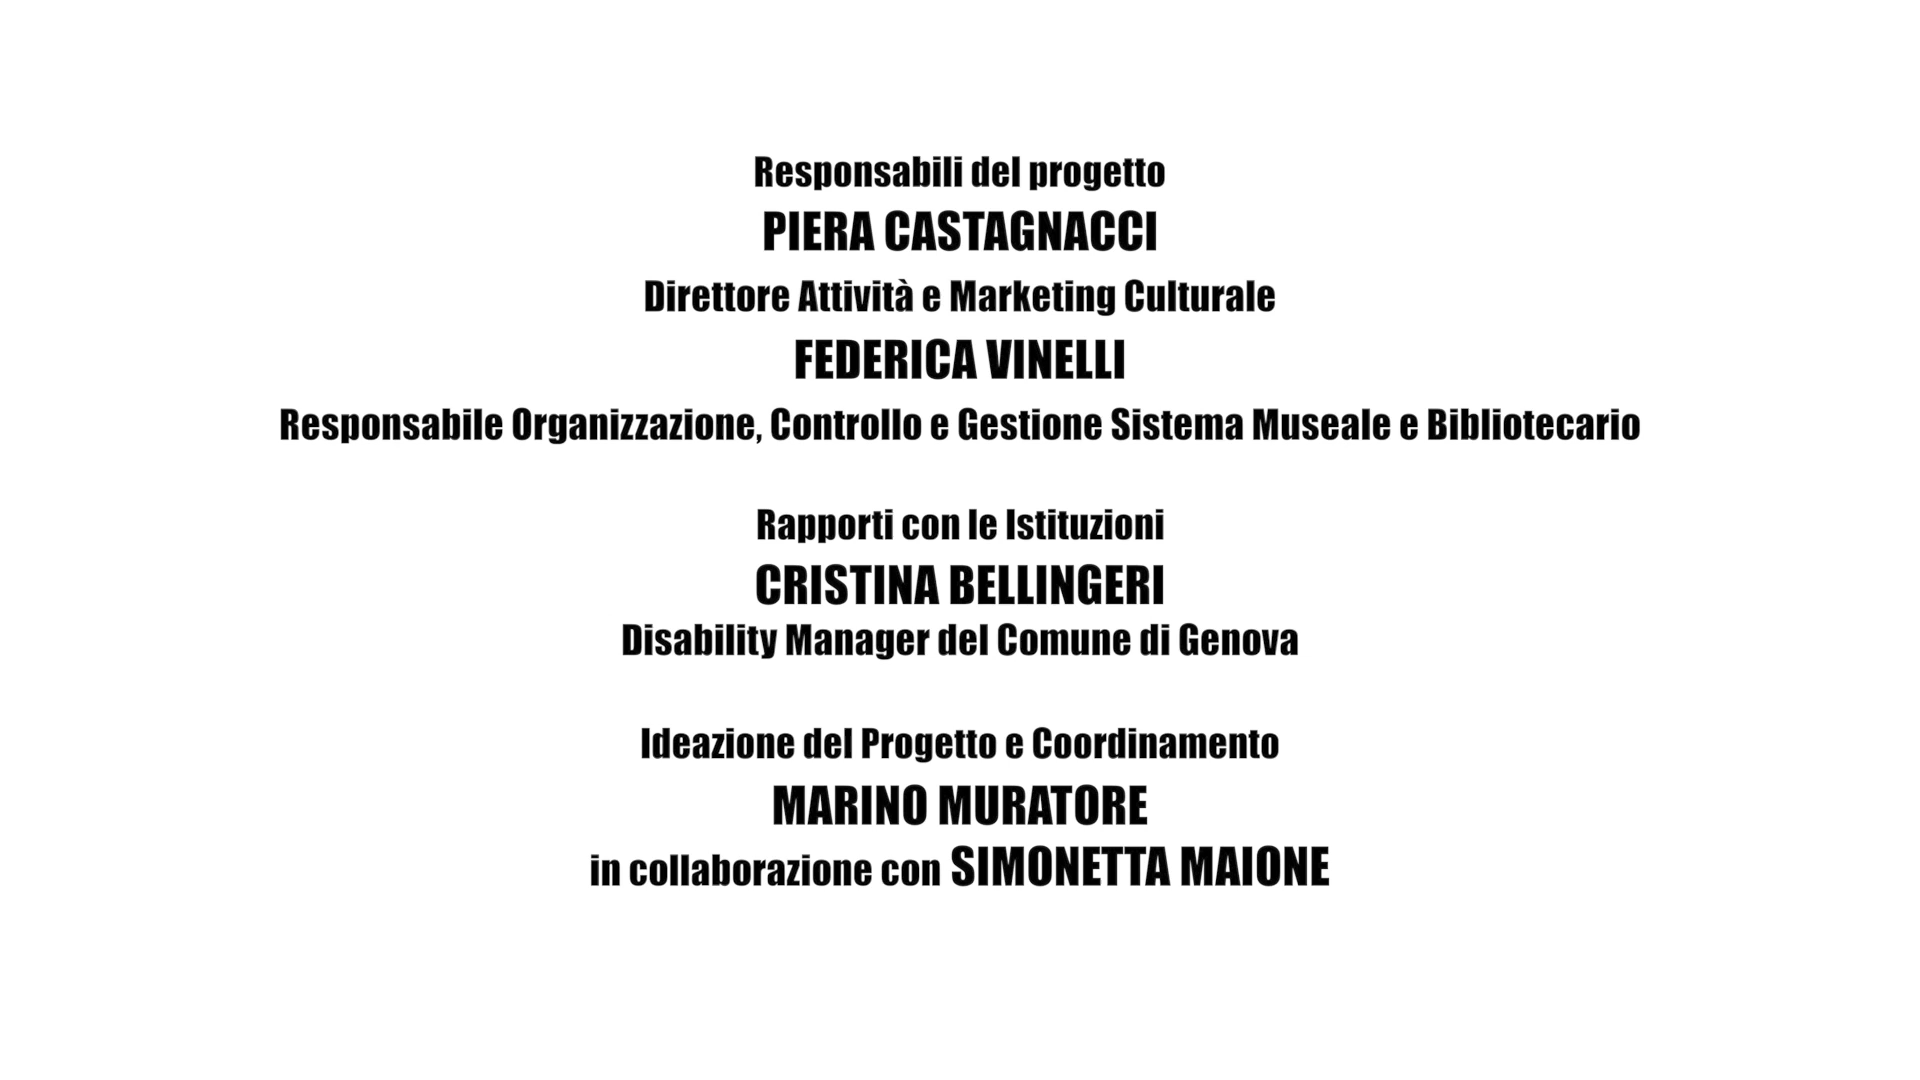 Responsabili del progetto
PIERA CASTAGNACCI
Direttore Attività e Marketing Culturale
FEDERICA VINELLI
Responsabile Organizzazione, Controllo e Gestione Sistema Museale e Bibliotecario
Rapporti con le Istituzioni
CRISTINA BELLINGERI
Disability Manager del Comune di Genova
Ideazione del Progetto e Coordinamento
MARINO MURATORE
in collaborazione con SIMONETTA MAIONE